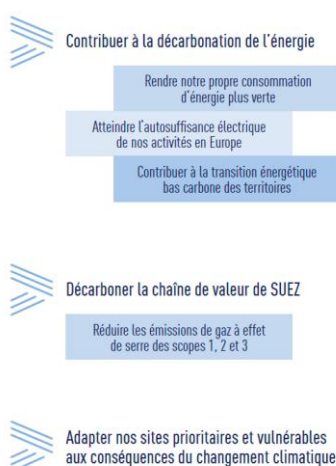 Contribuer à la décarbonation de l'énergie
Rendre notre propre consommation
d'énergie plus verte
Atteindre l'autosuffisance électrique
de nos activités en Europe
Contribuer à la transition énergétique
bas carbone des territoires
Décarboner la chaîne de valeur de SUEZ
Réduire les émissions de gaz à effet
de serre des scopes 1, 2 et 3
Adapter nos sites prioritaires et vulnérables
aux conséquences du changement climatique